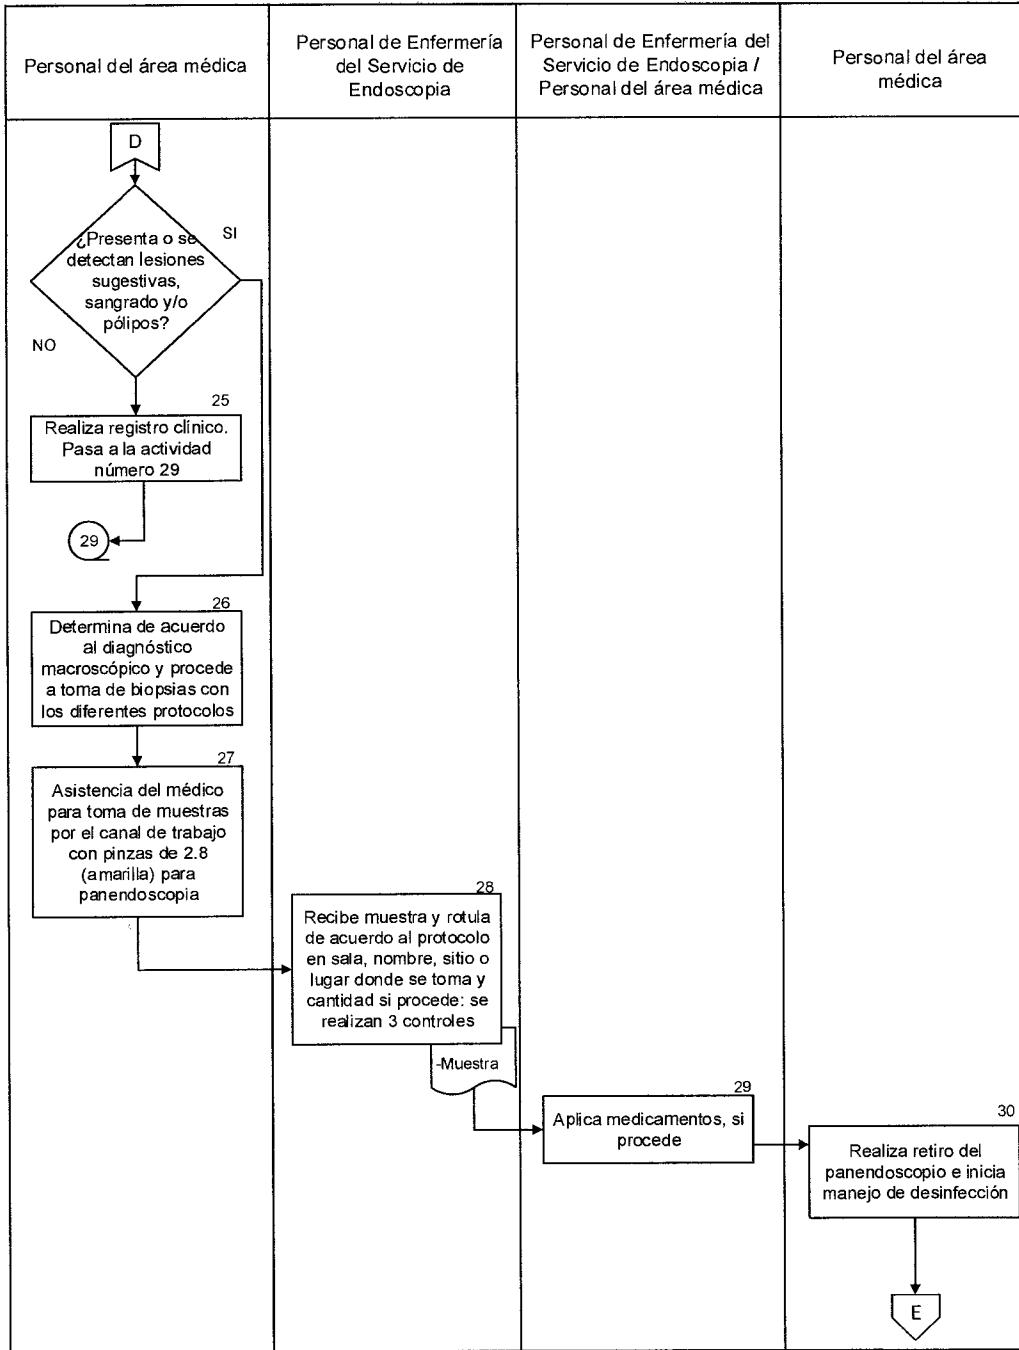 Personal del área médica
Personal de Enfermería
del Servicio de
Endoscopia
Personal de Enfermería del
Servicio de Endoscopia /
Personal del área médica
Personal del área
médica
D
¿Presenta o se
detectan lesiones
sugestivas,
sangrado y/o
pólipos?
SI
NO
25
Realiza registro clínico.
Pasa a la actividad
número 29
29
26
Determina de acuerdo
al diagnóstico
macroscópico y procede
a toma de biopsias con
los diferentes protocolos
27
Asistencia del médico
para toma de muestras
por el canal de trabajo
con pinzas de 2.8
(amarilla) para
panendoscopia
28
Recibe muestra y rotula
de acuerdo al protocolo
en sala, nombre, sitio o
lugar donde se toma y
cantidad si procede: se
realizan 3 controles
-Muestra
29
Aplica medicamentos, si
procede
30
Realiza retiro del
panendoscopio e inicia
manejo de desinfección
E